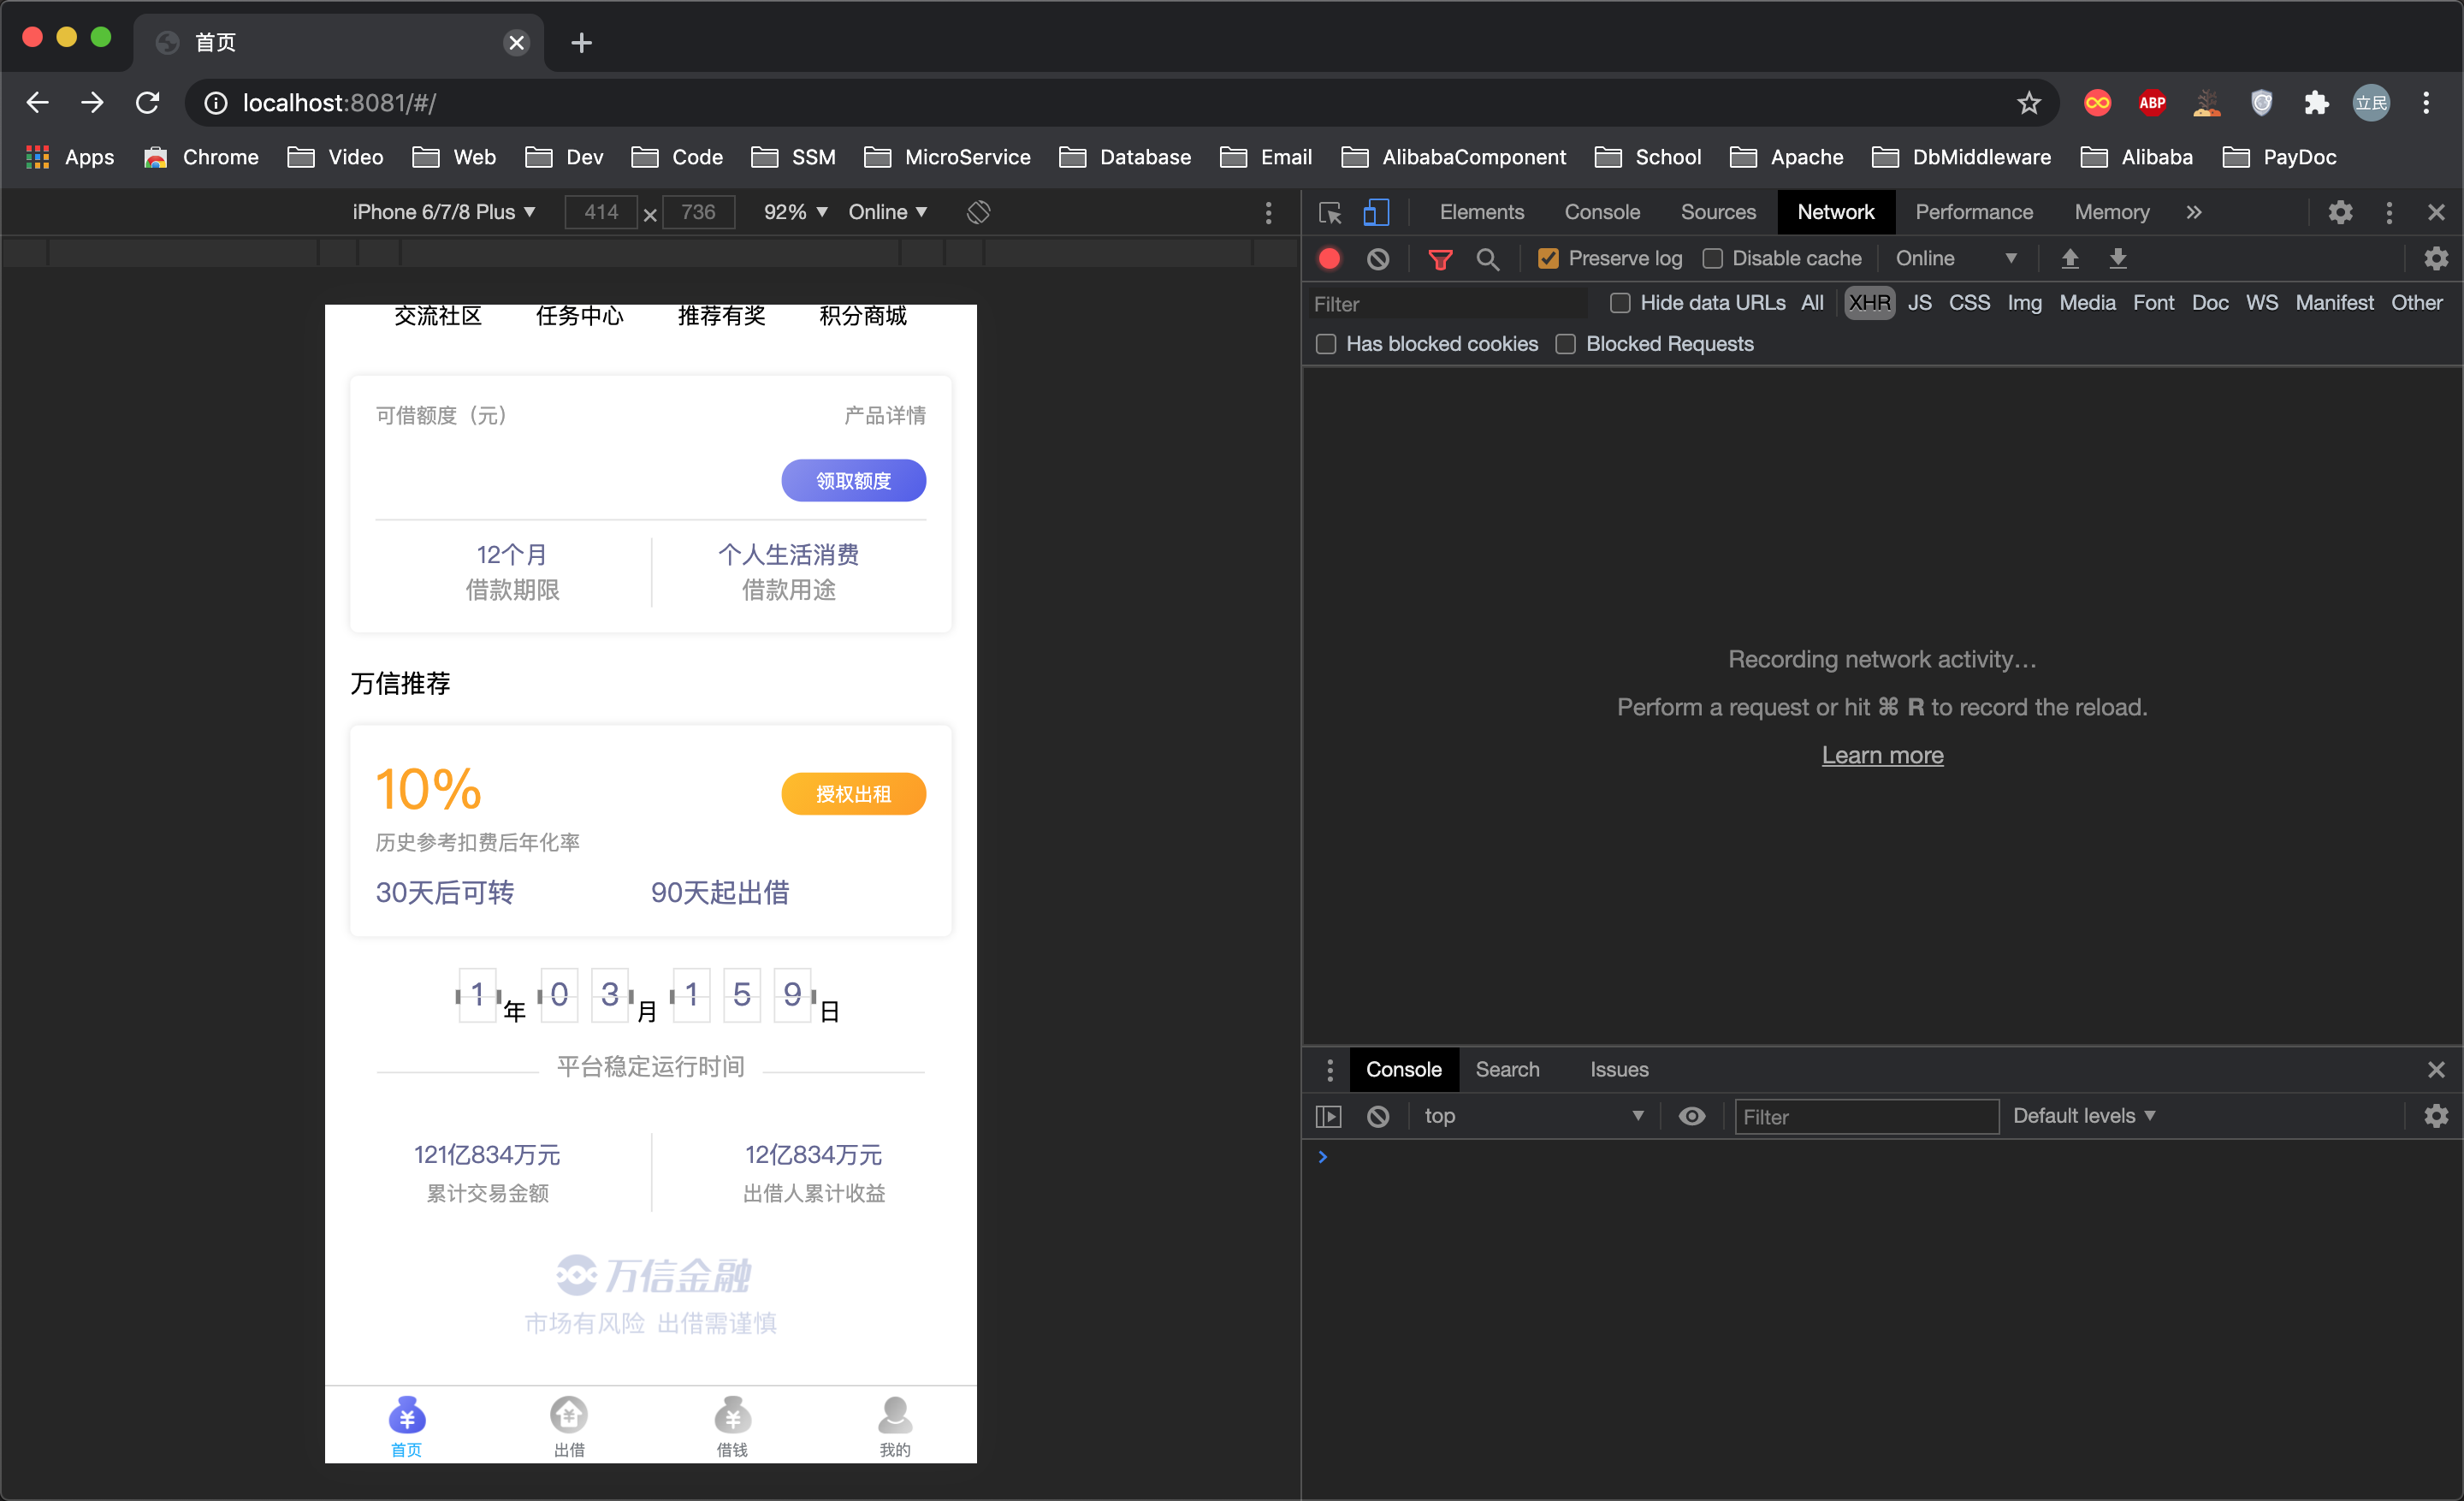 首页
localhost:8081/#/
ABP
立民
Apps Chrome Video Web Dev Code SSM MicroService Database Email AlibabaComponent School Apache DbMiddleware Alibaba PayDoc
iPhone 6/7/8 Plus 414 × 736 92% Online
交流社区 任务中心 推荐有奖 积分商城
可借额度（元） 产品详情
领取额度
12个月 个人生活消费
借款期限 借款用途
万信推荐
10%
授权出租
历史参考扣费后年化率
30天后可转 90天起出借
1 年 0 3 月 1 5 9 日
平台稳定运行时间
121亿834万元 12亿834万元
累计交易金额 出借人累计收益
万信金融
市场有风险 出借需谨慎
首页 出借 借钱 我的
Elements Console Sources Network Performance Memory »
Preserve log Disable cache Online
Filter Hide data URLs All XHR JS CSS Img Media Font Doc WS Manifest Other
Has blocked cookies Blocked Requests
Recording network activity…
Perform a request or hit ⌘ R to record the reload.
Learn more
Console Search Issues
top Filter Default levels